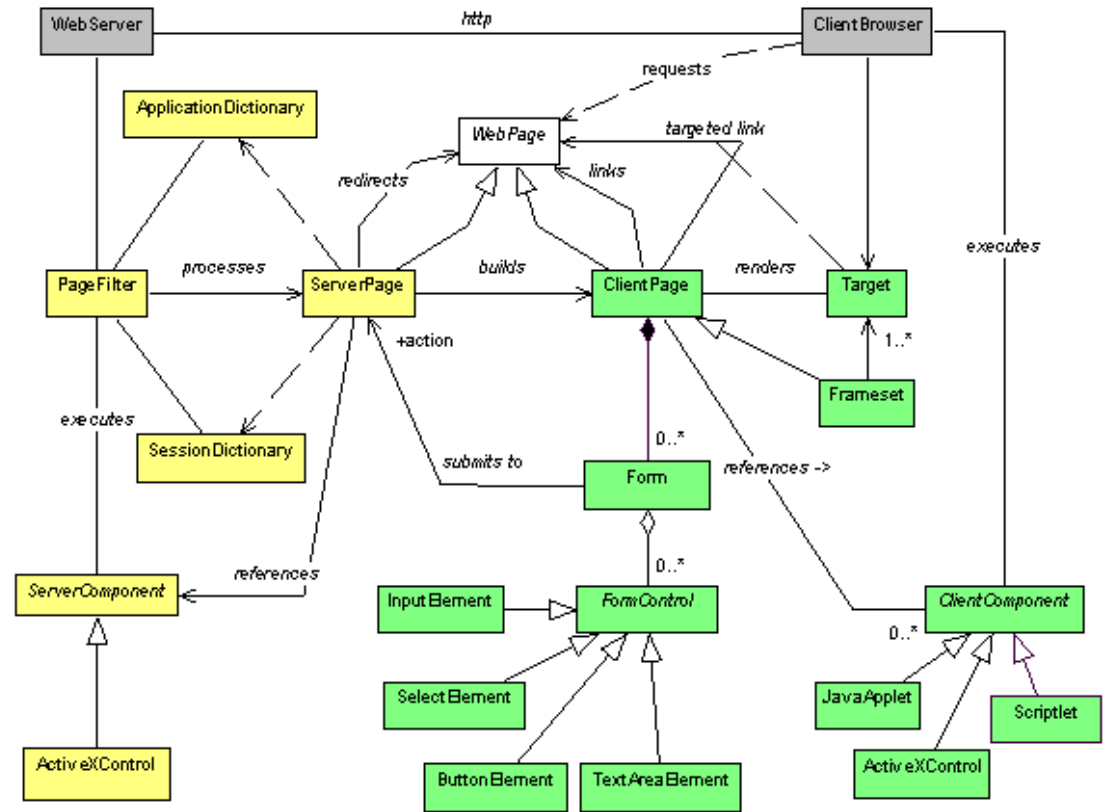 WebServer
http
ClientBrowser
requests
ApplicationDictionary
WebPage
targeted link
redirects
links
executes
PageFilter
processes
ServerPage
builds
ClientPage
renders
Target
+action
1..*
Frameset
executes
SessionDictionary
0..*
submits to
Form
references ->
0..*
ServerComponent
references
InputElement
FormControl
ClientComponent
0..*
SelectElement
JavaApplet
Scriptlet
ActiveXControl
ButtonElement
TextAreaElement
ActiveXControl